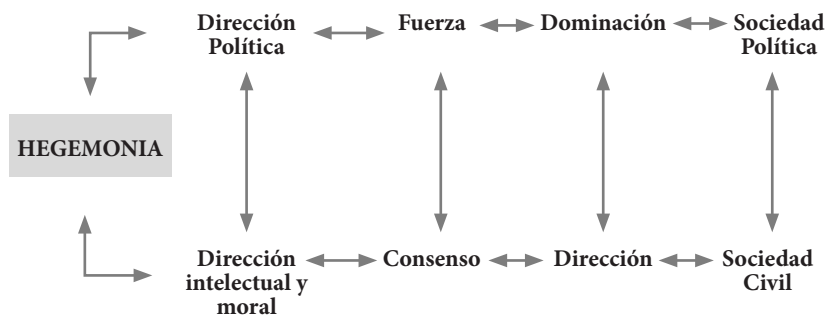 Dirección
Política
Fuerza
Dominación
Sociedad
Política
HEGEMONIA
Dirección
intelectual y
moral
Consenso
Dirección
Sociedad
Civil